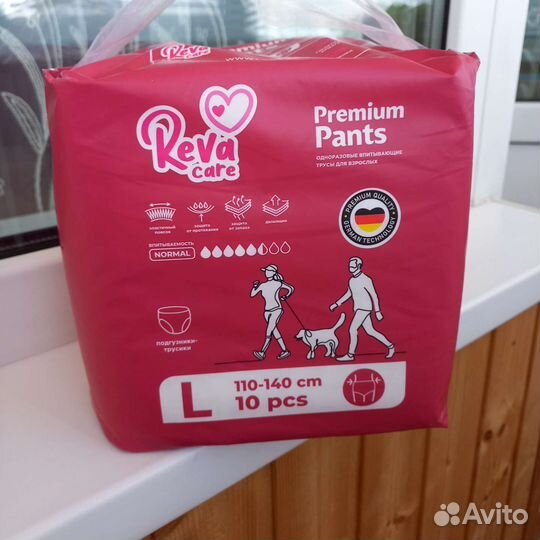 Reva
care
Premium
Pants
ОДНОРАЗОВЫЕ ВПИТЫВАЮЩИЕ
ТРУСЫ ДЛЯ ВЗРОСЛЫХ
PREMIUM QUALITY
GERMAN TECHNOLOGY
эластичный поясок
защита от протекания
защита от запаха
дышащие
ВПИТЫВАЕМОСТЬ
NORMAL
подгузники-
трусики
L
110-140 cm
10 pcs
Avito